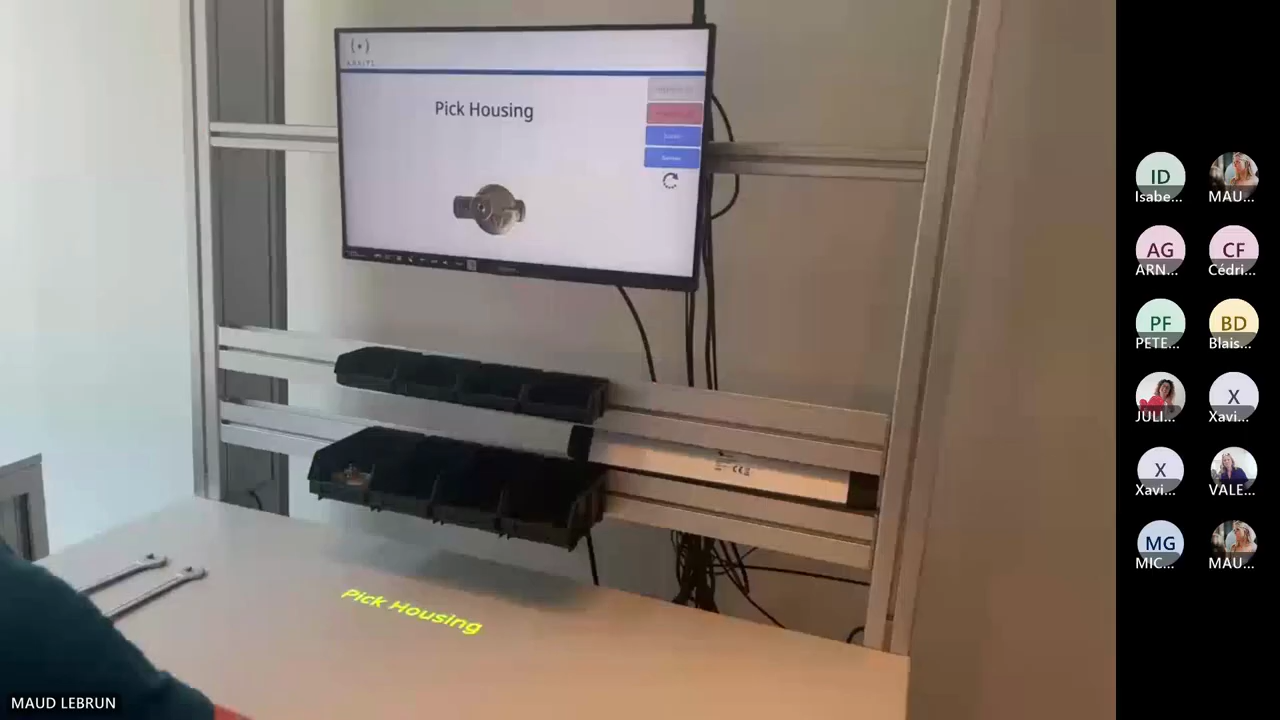 Pick Housing
Pick Housing
CE
MAUD LEBRUN
ID
Isabe...
MAU...
AG
ARN...
CF
Cédri...
PF
PETE...
BD
Blais...
JULI...
X
Xavi...
X
Xavi...
VALE...
MG
MIC...
MAU...